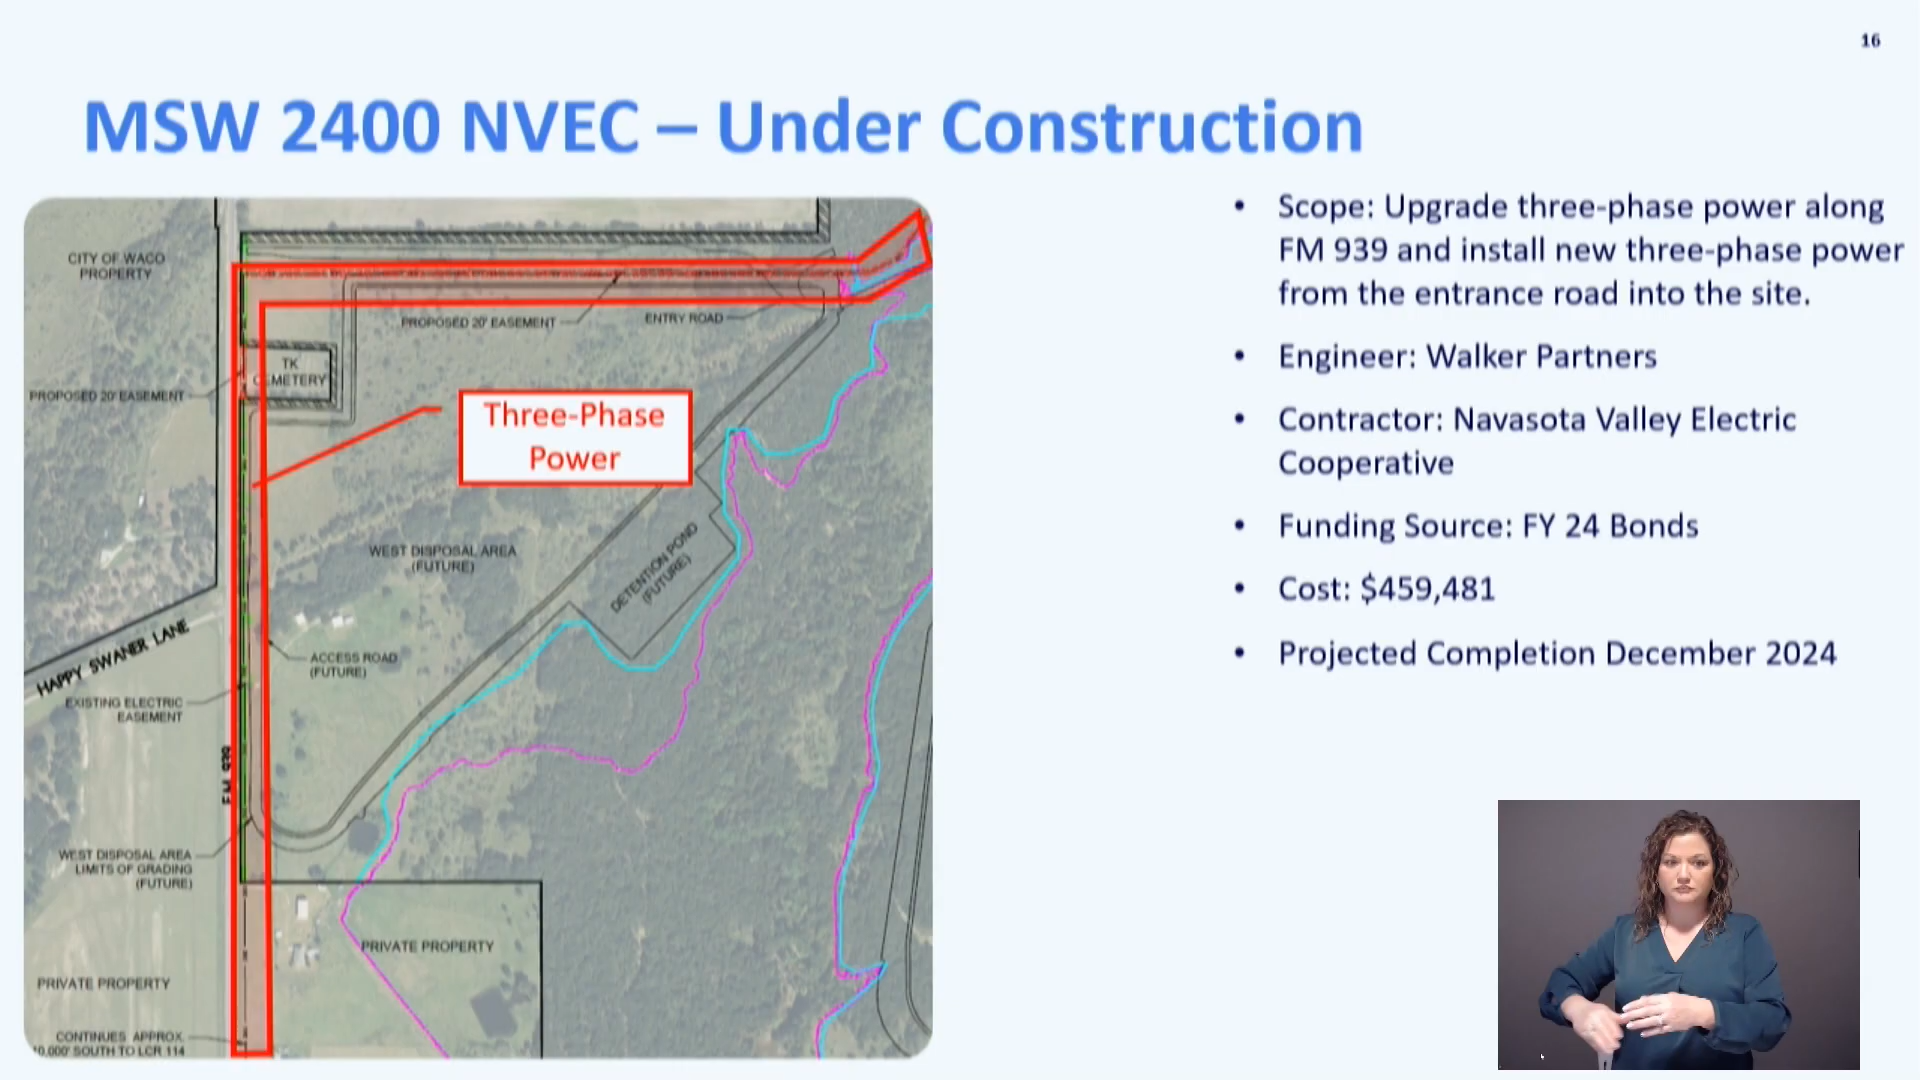 16
MSW 2400 NVEC – Under Construction
• Scope: Upgrade three-phase power along
FM 939 and install new three-phase power
from the entrance road into the site.
• Engineer: Walker Partners
• Contractor: Navasota Valley Electric
Cooperative
• Funding Source: FY 24 Bonds
• Cost: $459,481
• Projected Completion December 2024
CITY OF WACO
PROPERTY
PROPOSED 20' EASEMENT
ENTRY ROAD
TK
CEMETERY
PROPOSED 20' EASEMENT
Three-Phase
Power
WEST DISPOSAL AREA
(FUTURE)
DETENTION POND
(FUTURE)
HAPPY SWANER LANE
ACCESS ROAD
(FUTURE)
EXISTING ELECTRIC
EASEMENT
FM 939
WEST DISPOSAL AREA
LIMITS OF GRADING
(FUTURE)
PRIVATE PROPERTY
PRIVATE PROPERTY
CONTINUES APPROX.
10,000' SOUTH TO LCR 114